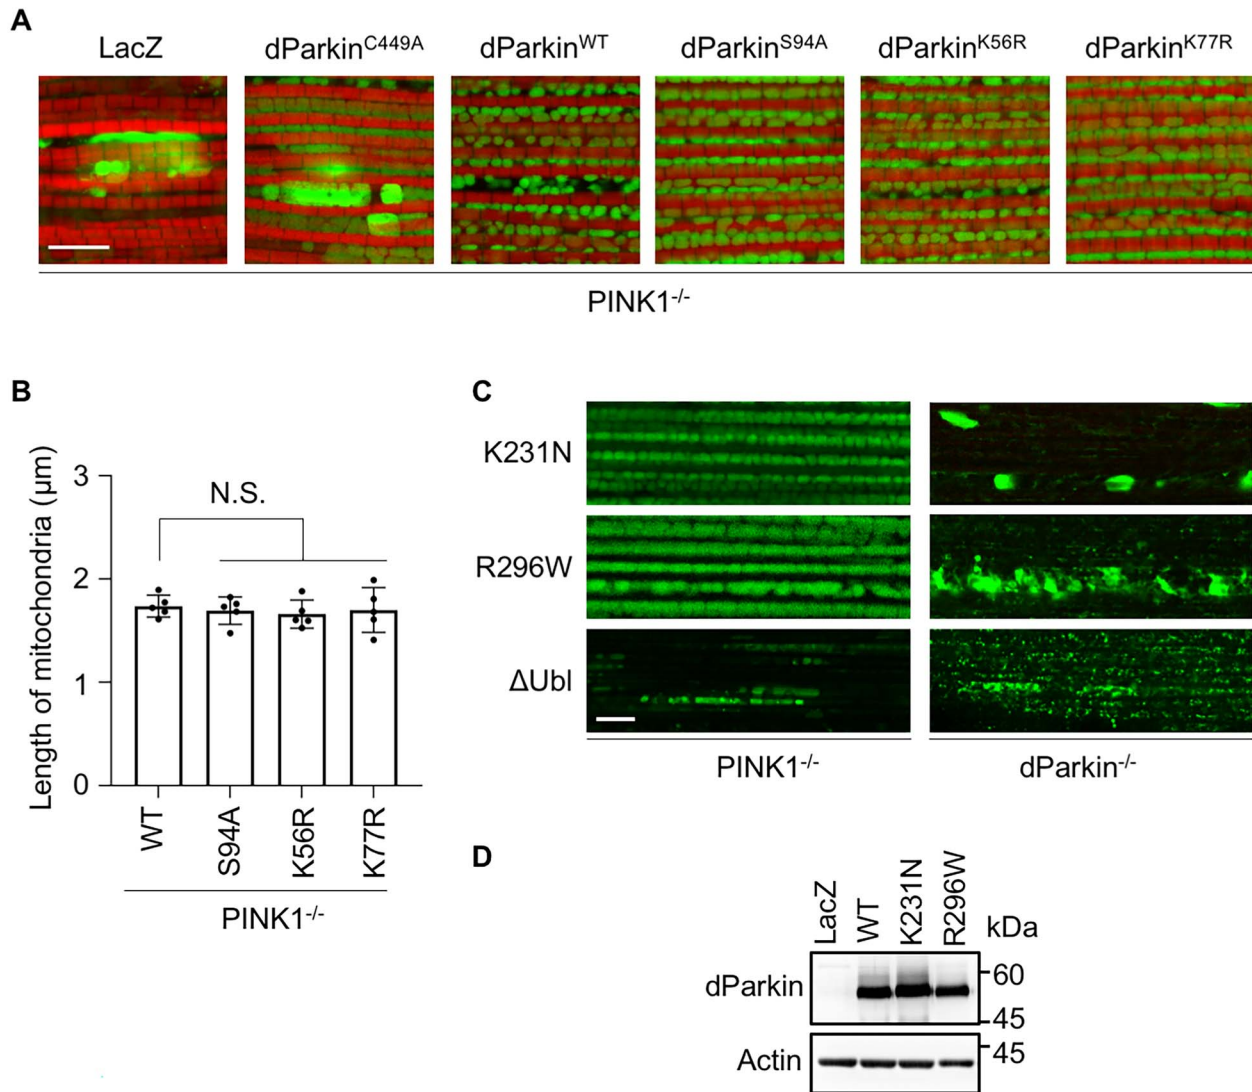 A
LacZ dParkinC449A dParkinWT dParkinS94A dParkinK56R dParkinK77R
PINK1-/-
B
Length of mitochondria (μm)
3
2
1
0
N.S.
WT S94A K56R K77R
PINK1-/-
C
K231N
R296W
ΔUbl
PINK1-/- dParkin-/-
D
LacZ WT K231N R296W kDa
dParkin 60
45
Actin 45